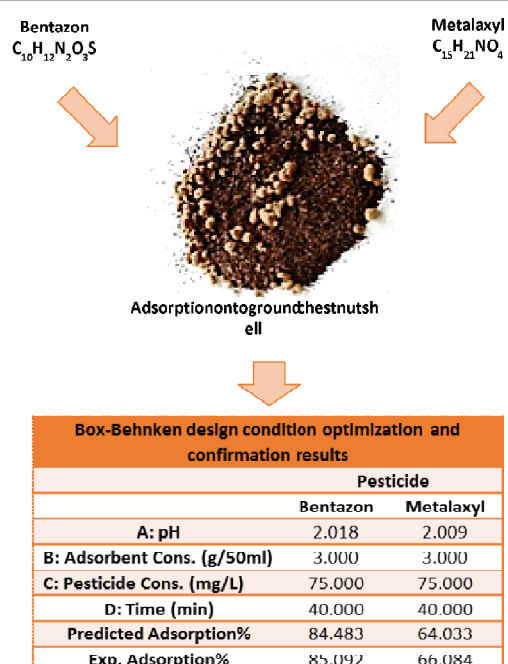 Bentazon
C10H12N2O3S
Metalaxyl
C15H21NO4
Adsorptionontogroundchestnutsh
ell
Box-Behnken design condition optimization and
confirmation results
Pesticide
Bentazon Metalaxyl
A: pH 2.018 2.009
B: Adsorbent Cons. (g/50ml) 3.000 3.000
C: Pesticide Cons. (mg/L) 75.000 75.000
D: Time (min) 40.000 40.000
Predicted Adsorption% 84.483 64.033
Exp. Adsorption% 85.092 66.084